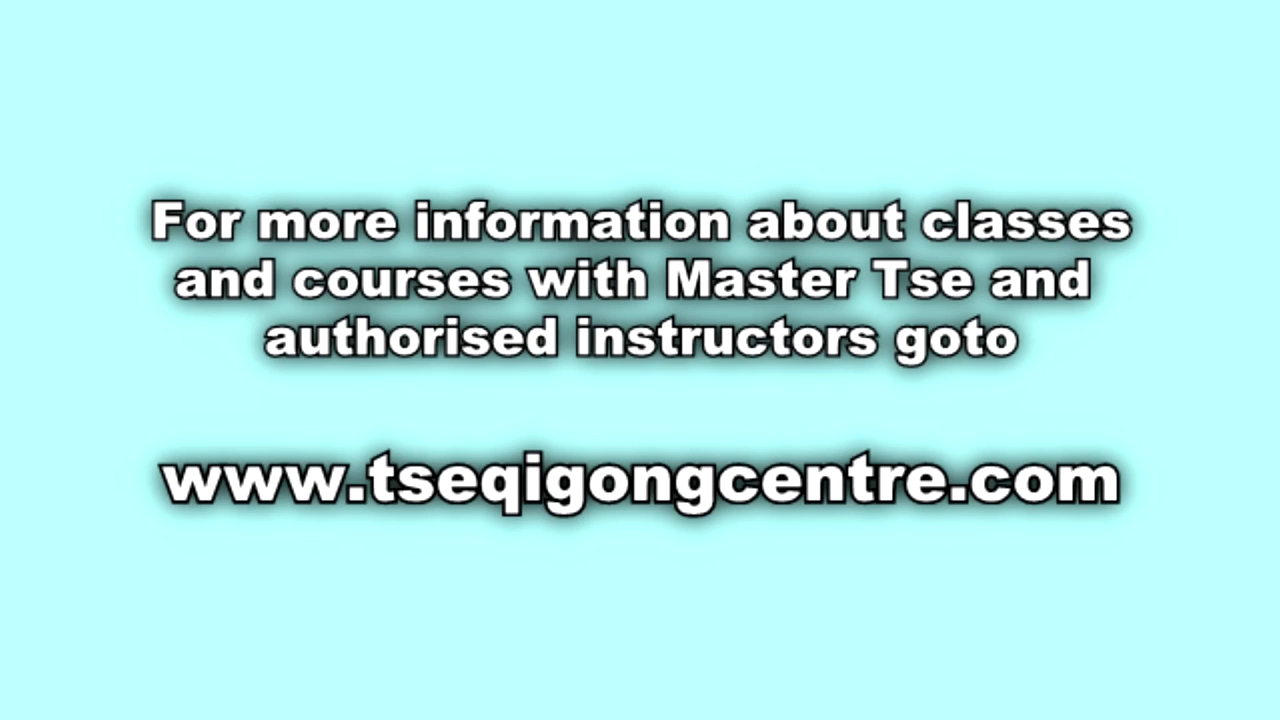 For more information about classes
and courses with Master Tse and
authorised instructors goto
www.tseqigongcentre.com